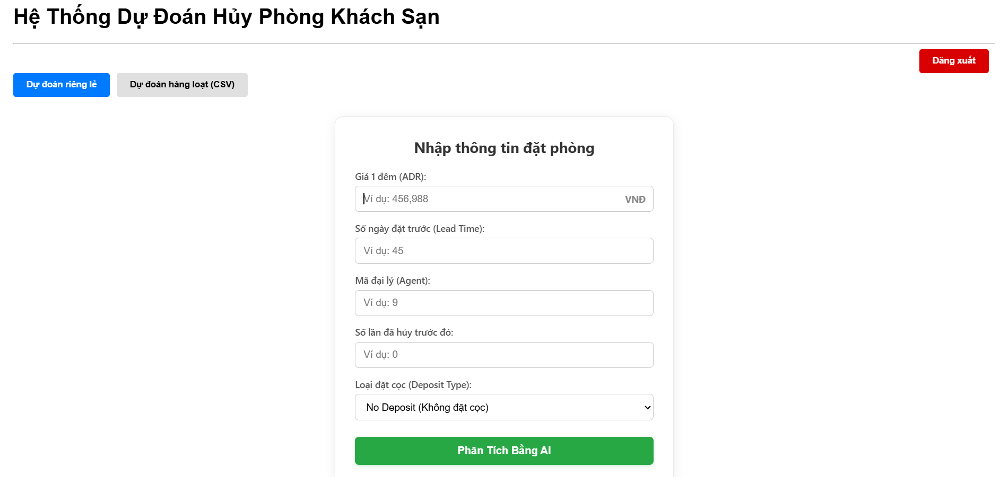 Hệ Thống Dự Đoán Hủy Phòng Khách Sạn
Đăng xuất
Dự đoán riêng lẻ
Dự đoán hàng loạt (CSV)
Nhập thông tin đặt phòng
Giá 1 đêm (ADR):
Ví dụ: 456,988
VNĐ
Số ngày đặt trước (Lead Time):
Ví dụ: 45
Mã đại lý (Agent):
Ví dụ: 9
Số lần đã hủy trước đó:
Ví dụ: 0
Loại đặt cọc (Deposit Type):
No Deposit (Không đặt cọc)
Phân Tích Bằng AI